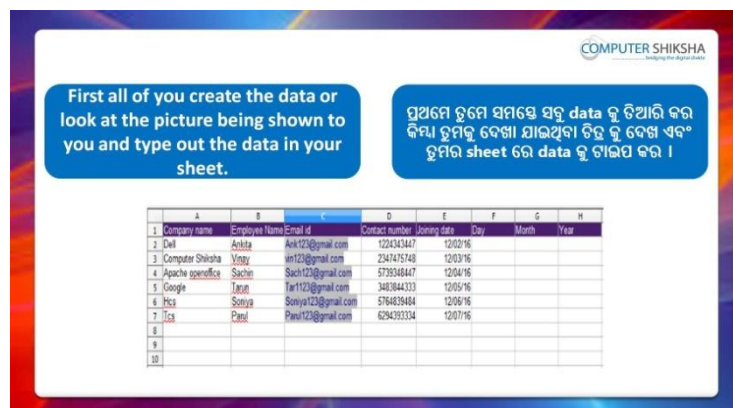 COMPUTER SHIKSHA
bridging the digital divide
First all of you create the data or
look at the picture being shown to
you and type out the data in your
sheet.
ପ୍ରଥମେ ତୁମେ ସମସ୍ତେ ସବୁ data କୁ ତିଆରି କର
କିମ୍ବା ତୁମକୁ ଦେଖା ଯାଇଥିବା ଚିତ୍ର କୁ ଦେଖ ଏବଂ
ତୁମର sheet ରେ data କୁ ଟାଇପ କର ।
A B C D E F G H
1 Company name Employee Name Email id Contact number Joining date Day Month Year
2 Dell Ankita Ank123@gmail.com 1224343447 12/02/16
3 Computer Shiksha Vinay vin123@gmail.com 2347475748 12/03/16
4 Apache openoffice Sachin Sach123@gmail.com 5739348447 12/04/16
5 Google Tarun Tar1123@gmail.com 3483844333 12/05/16
6 Hcs Soniya Soniya123@gmail.com 5764839484 12/06/16
7 Tcs Parul Parul123@gmail.com 6294393334 12/07/16
8
9
10